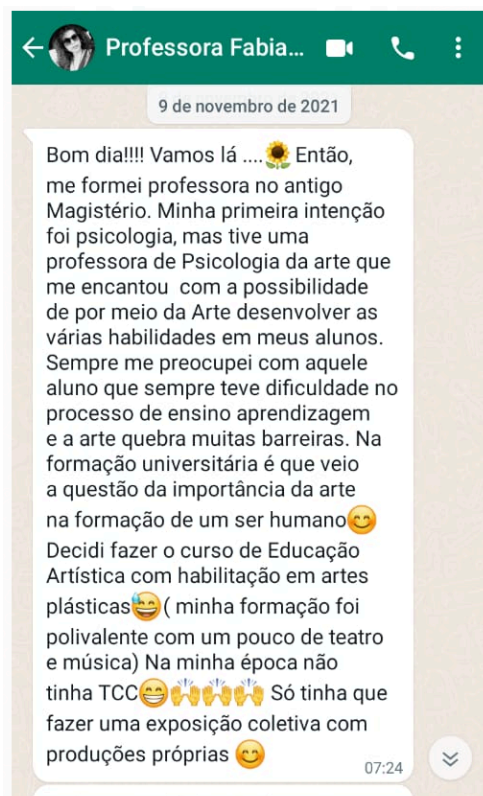 Professora Fabia...
9 de novembro de 2021
Bom dia!!!! Vamos lá ....🌻 Então,
me formei professora no antigo
Magistério. Minha primeira intenção
foi psicologia, mas tive uma
professora de Psicologia da arte que
me encantou  com a possibilidade
de por meio da Arte desenvolver as
várias habilidades em meus alunos.
Sempre me preocupei com aquele
aluno que sempre teve dificuldade no
processo de ensino aprendizagem
e a arte quebra muitas barreiras. Na
formação universitária é que veio
a questão da importância da arte
na formação de um ser humano😊
Decidi fazer o curso de Educação
Artística com habilitação em artes
plásticas😅( minha formação foi
polivalente com um pouco de teatro
e música) Na minha época não
tinha TCC😁🙌🙌🙌 Só tinha que
fazer uma exposição coletiva com
produções próprias 😊
07:24